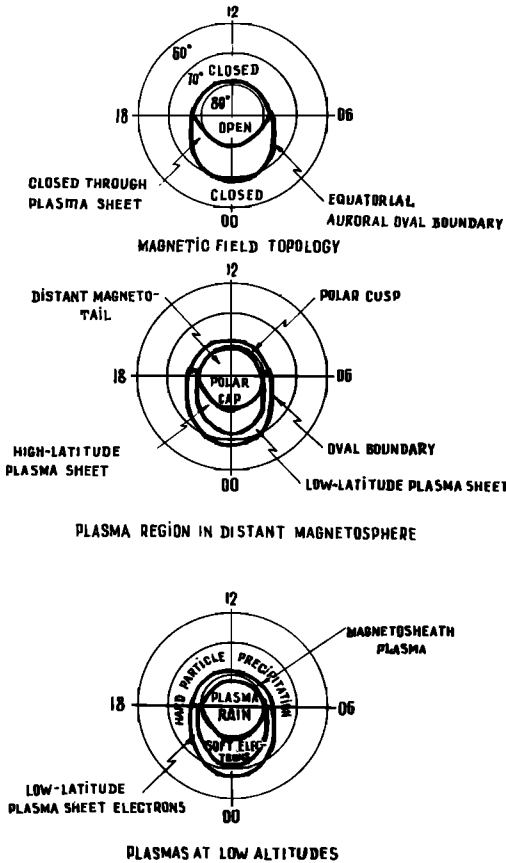 12
60°
70°
CLOSED
80°
18
06
OPEN
CLOSED THROUGH
PLASMA SHEET
CLOSED
EQUATORIAL
AURORAL OVAL BOUNDARY
00
MAGNETIC FIELD TOPOLOGY
12
DISTANT MAGNETO-
TAIL
POLAR CUSP
18
06
POLAR
CAP
HIGH-LATITUDE
PLASMA SHEET
OVAL BOUNDARY
LOW-LATITUDE PLASMA SHEET
00
PLASMA REGION IN DISTANT MAGNETOSPHERE
12
MAGNETOSHEATH
PLASMA
HARD PARTICLE PRECIPITATION
18
06
PLASMA
RAIN
SOFT ELEC-
TRONS
LOW-LATITUDE
PLASMA SHEET ELECTRONS
00
PLASMAS AT LOW ALTITUDES